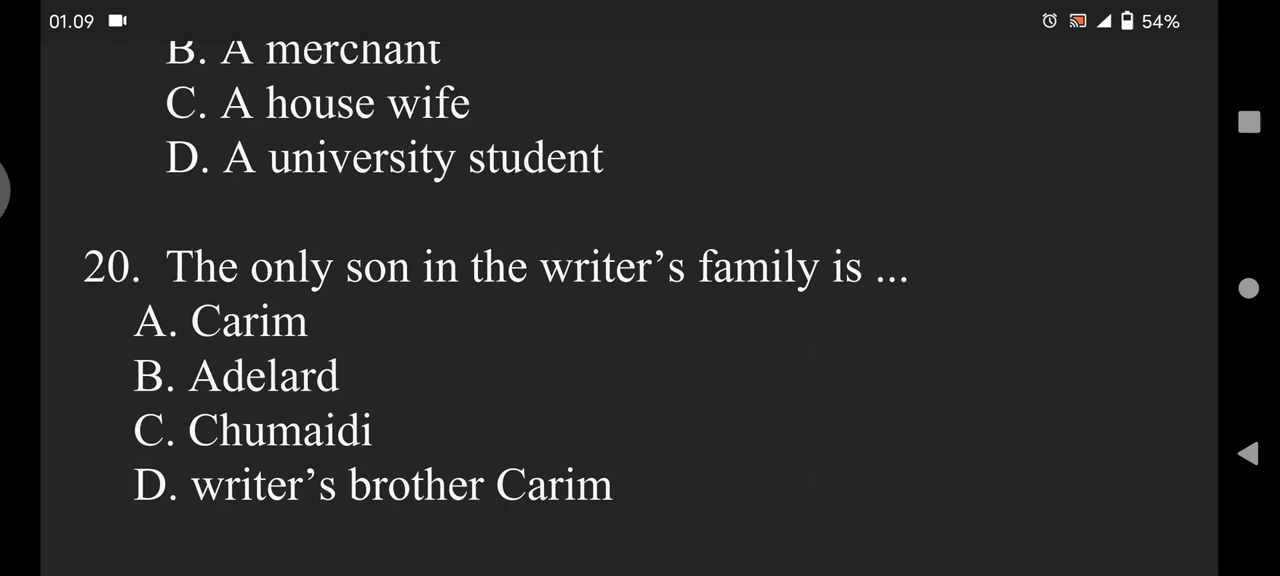 01.09 54%
B. A merchant
C. A house wife
D. A university student
20. The only son in the writer’s family is ...
A. Carim
B. Adelard
C. Chumaidi
D. writer’s brother Carim